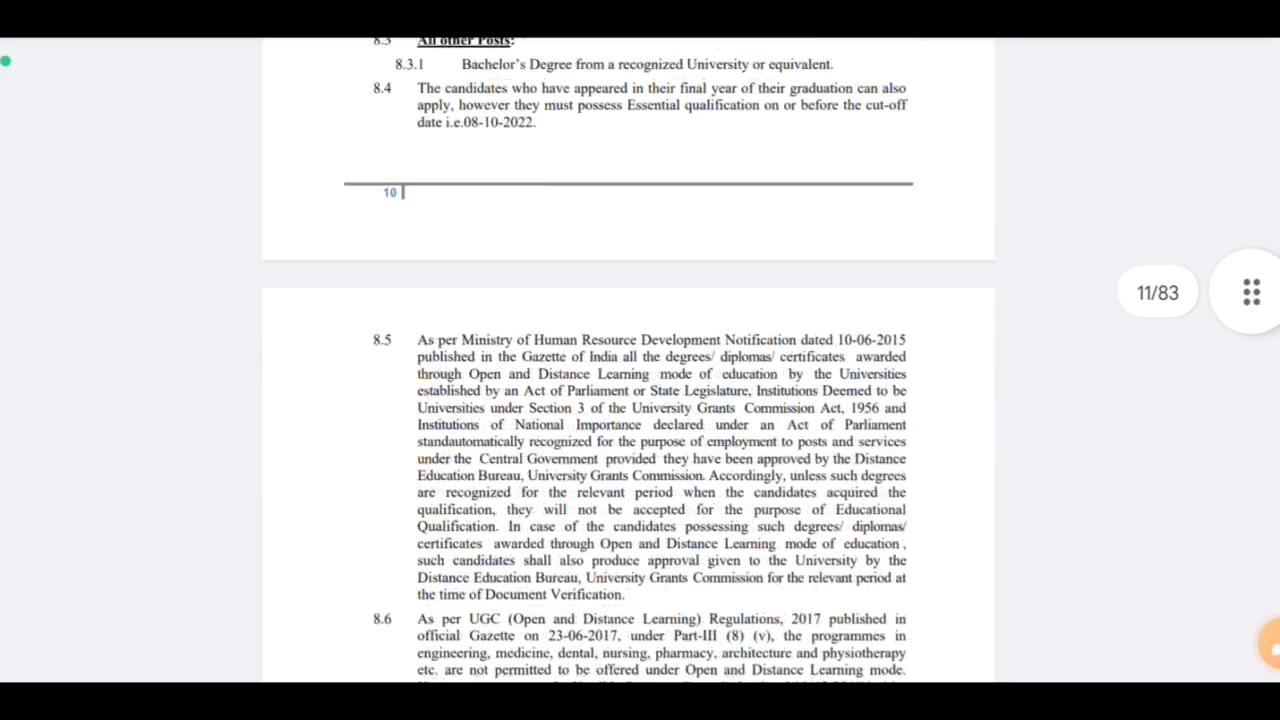 8.3 All other Posts:
8.3.1 Bachelor's Degree from a recognized University or equivalent.
8.4 The candidates who have appeared in their final year of their graduation can also
apply, however they must possess Essential qualification on or before the cut-off
date i.e.08-10-2022.
10
11/83
8.5 As per Ministry of Human Resource Development Notification dated 10-06-2015
published in the Gazette of India all the degrees/ diplomas/ certificates awarded
through Open and Distance Learning mode of education by the Universities
established by an Act of Parliament or State Legislature, Institutions Deemed to be
Universities under Section 3 of the University Grants Commission Act, 1956 and
Institutions of National Importance declared under an Act of Parliament
standautomatically recognized for the purpose of employment to posts and services
under the Central Government provided they have been approved by the Distance
Education Bureau, University Grants Commission. Accordingly, unless such degrees
are recognized for the relevant period when the candidates acquired the
qualification, they will not be accepted for the purpose of Educational
Qualification. In case of the candidates possessing such degrees/ diplomas/
certificates awarded through Open and Distance Learning mode of education,
such candidates shall also produce approval given to the University by the
Distance Education Bureau, University Grants Commission for the relevant period at
the time of Document Verification.
8.6 As per UGC (Open and Distance Learning) Regulations, 2017 published in
official Gazette on 23-06-2017, under Part-III (8) (v), the programmes in
engineering, medicine, dental, nursing, pharmacy, architecture and physiotherapy
etc. are not permitted to be offered under Open and Distance Learning mode.